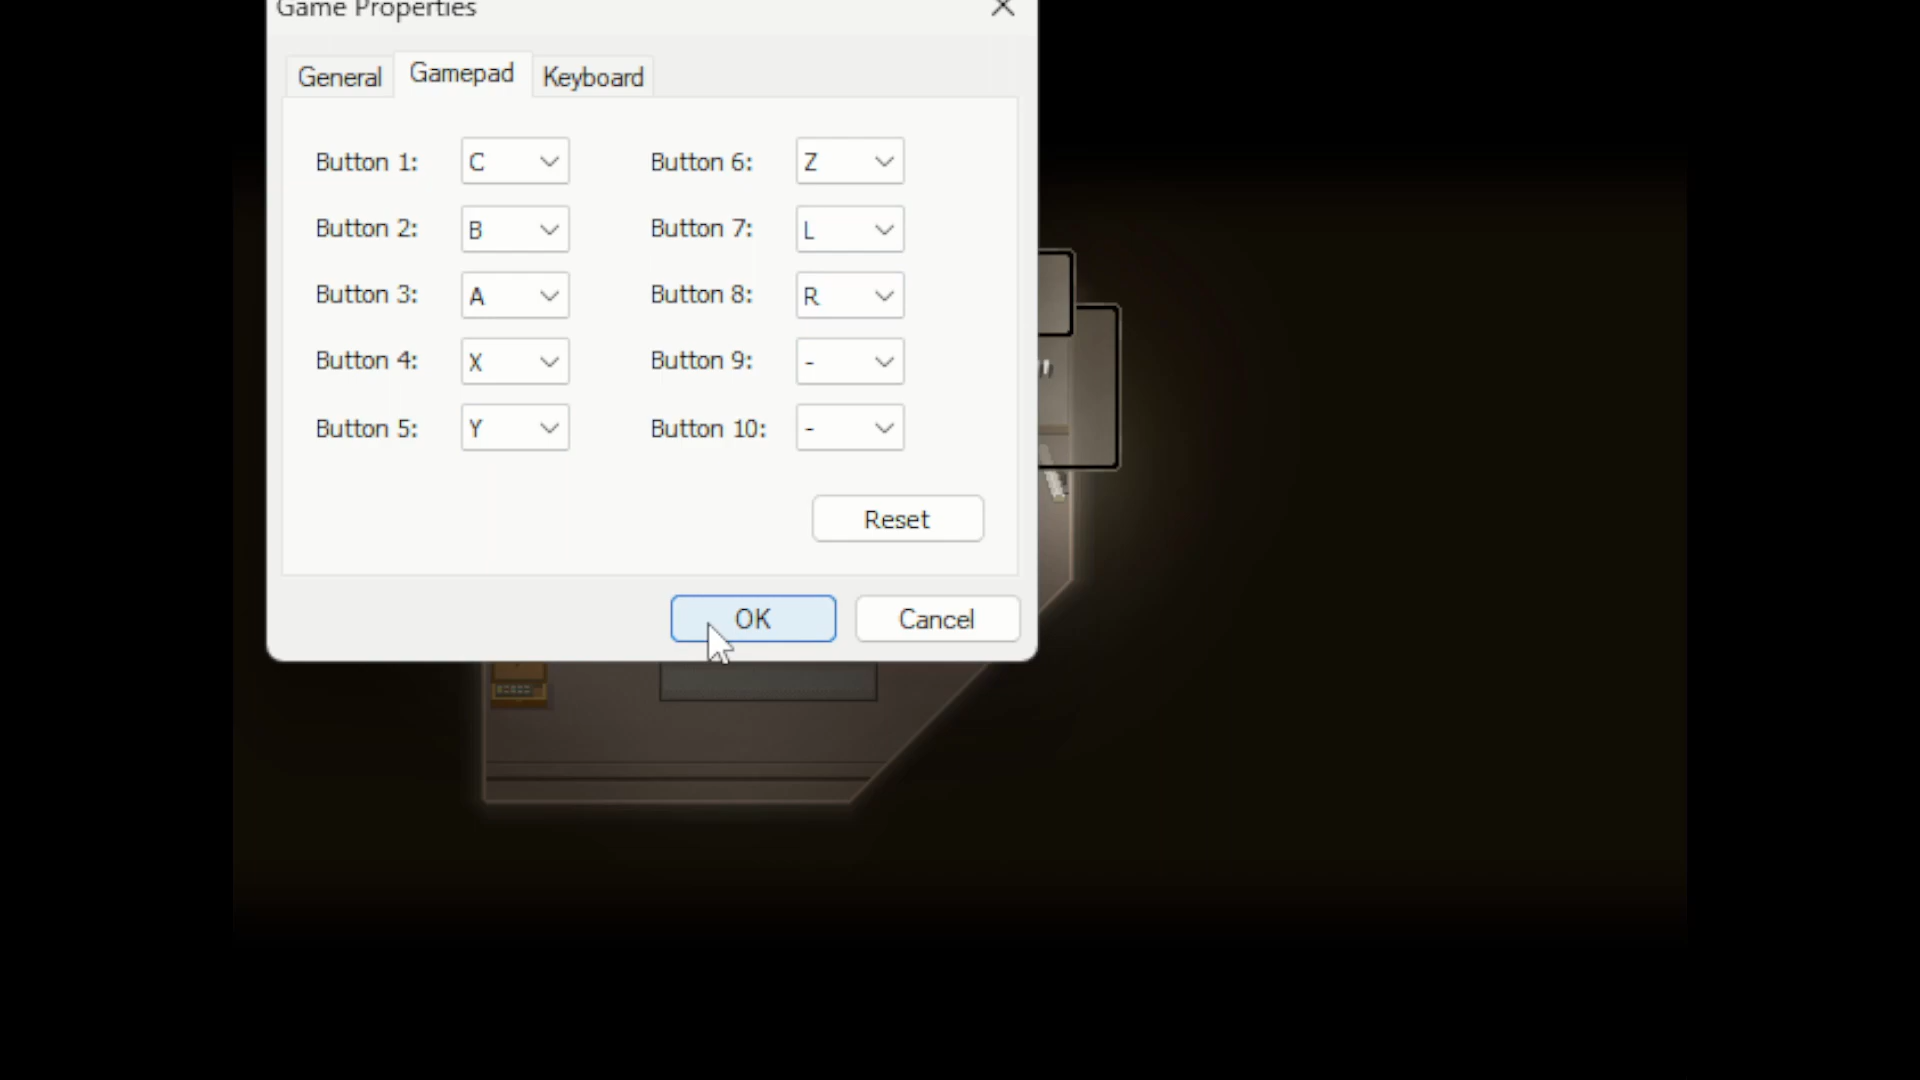 Game Properties
General Gamepad Keyboard
Button 1: C Button 6: Z
Button 2: B Button 7: L
Button 3: A Button 8: R
Button 4: X Button 9: -
Button 5: Y Button 10: -
Reset
OK Cancel